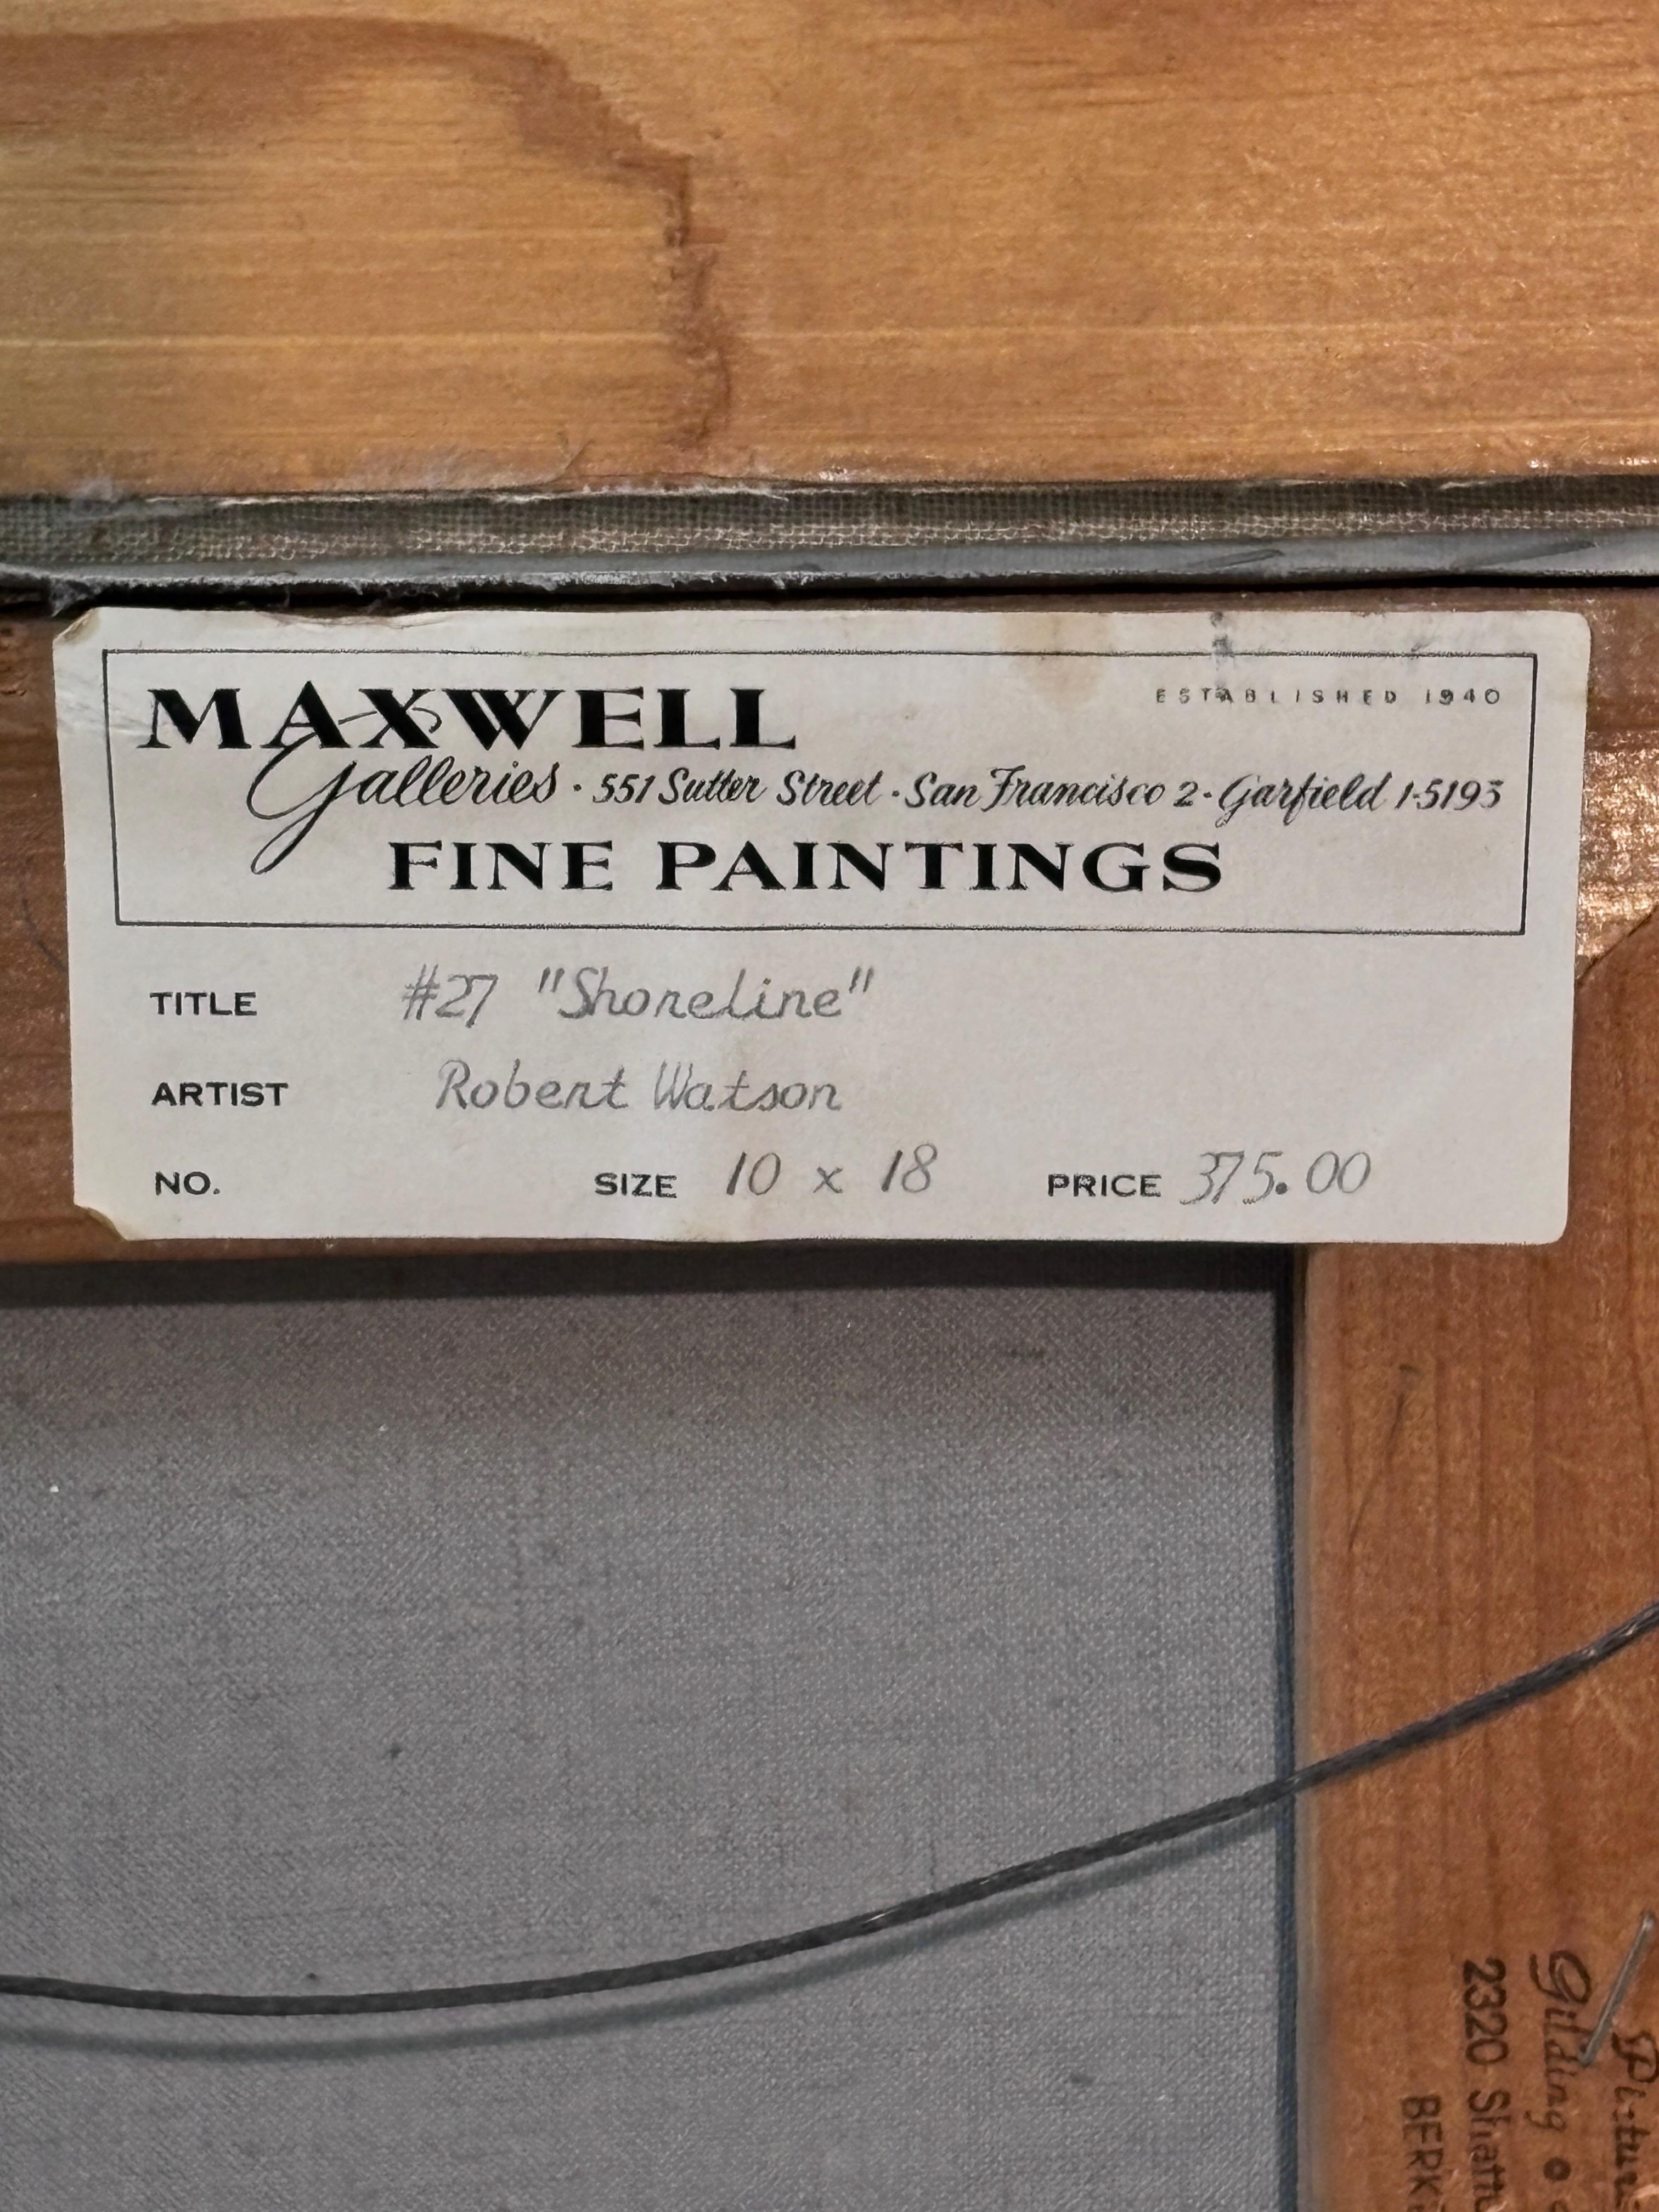 MAXWELL
ESTABLISHED 1940
Galleries · 551 Sutter Street · San Francisco 2 · Garfield 1-5193
FINE PAINTINGS
TITLE #27 "Shoreline"
ARTIST Robert Watson
NO. SIZE 10 x 18 PRICE 375.00
Gilding
2320